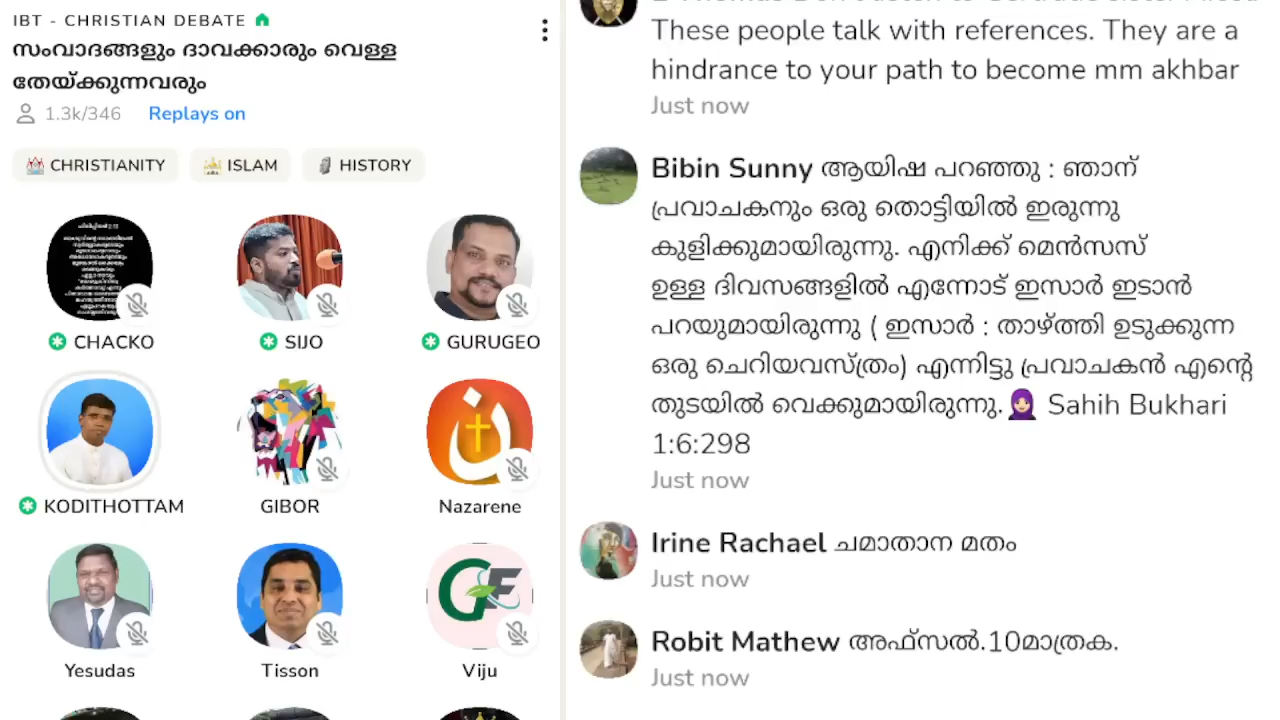 IBT - CHRISTIAN DEBATE
സംവാദങ്ങളും ദാവക്കാരും വെള്ള
തേയ്ക്കുന്നവരും
1.3k/346 Replays on
CHRISTIANITY ISLAM HISTORY
CHACKO SIJO GURUGEO
KODITHOTTAM GIBOR Nazarene
Yesudas Tisson Viju
These people talk with references. They are a
hindrance to your path to become mm akhbar
Just now
Bibin Sunny ആയിഷ പറഞ്ഞു : ഞാന്
പ്രവാചകനും ഒരു തൊട്ടിയിൽ ഇരുന്നു
കുളിക്കുമായിരുന്നു. എനിക്ക് മെൻസസ്
ഉള്ള ദിവസങ്ങളിൽ എന്നോട് ഇസാർ ഇടാൻ
പറയുമായിരുന്നു ( ഇസാർ : താഴ്ത്തി ഉടുക്കുന്ന
ഒരു ചെറിയവസ്ത്രം) എന്നിട്ടു പ്രവാചകൻ എന്റെ
തുടയിൽ വെക്കുമായിരുന്നു. Sahih Bukhari
1:6:298
Just now
Irine Rachael ചമാതാന മതം
Just now
Robit Mathew അഫ്സൽ.10മാത്രക.
Just now